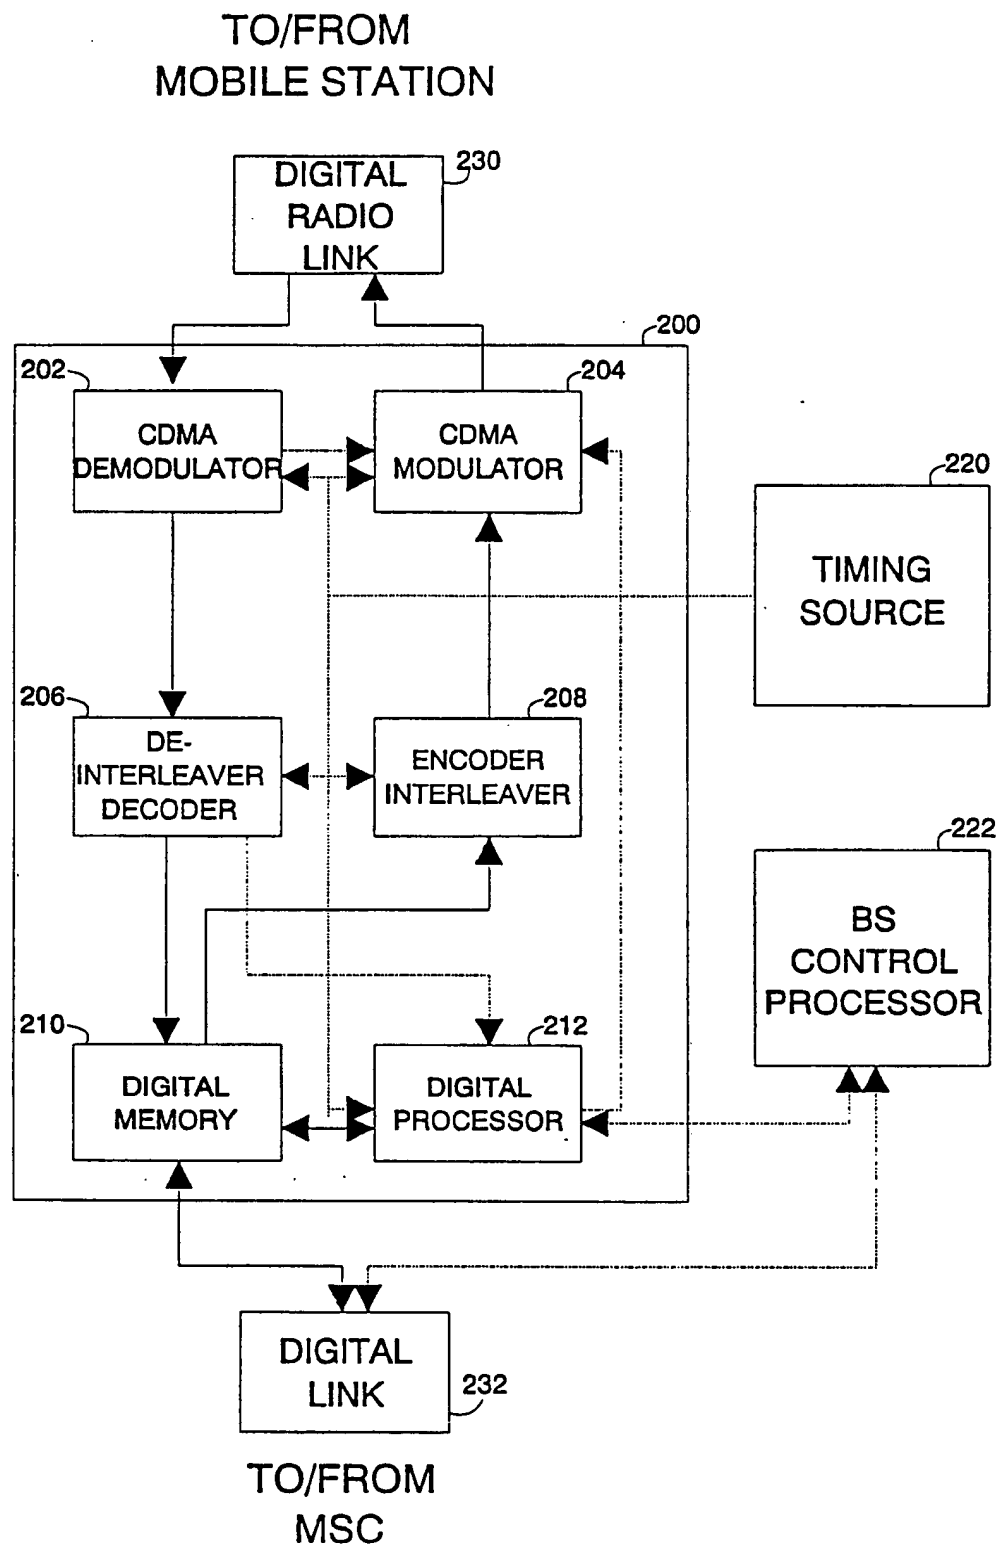 TO/FROM
MOBILE STATION
230
DIGITAL
RADIO
LINK
200
202
204
CDMA
DEMODULATOR
CDMA
MODULATOR
220
TIMING
SOURCE
206
208
DE-
INTERLEAVER
DECODER
ENCODER
INTERLEAVER
222
BS
CONTROL
PROCESSOR
210
212
DIGITAL
MEMORY
DIGITAL
PROCESSOR
DIGITAL
LINK
232
TO/FROM
MSC